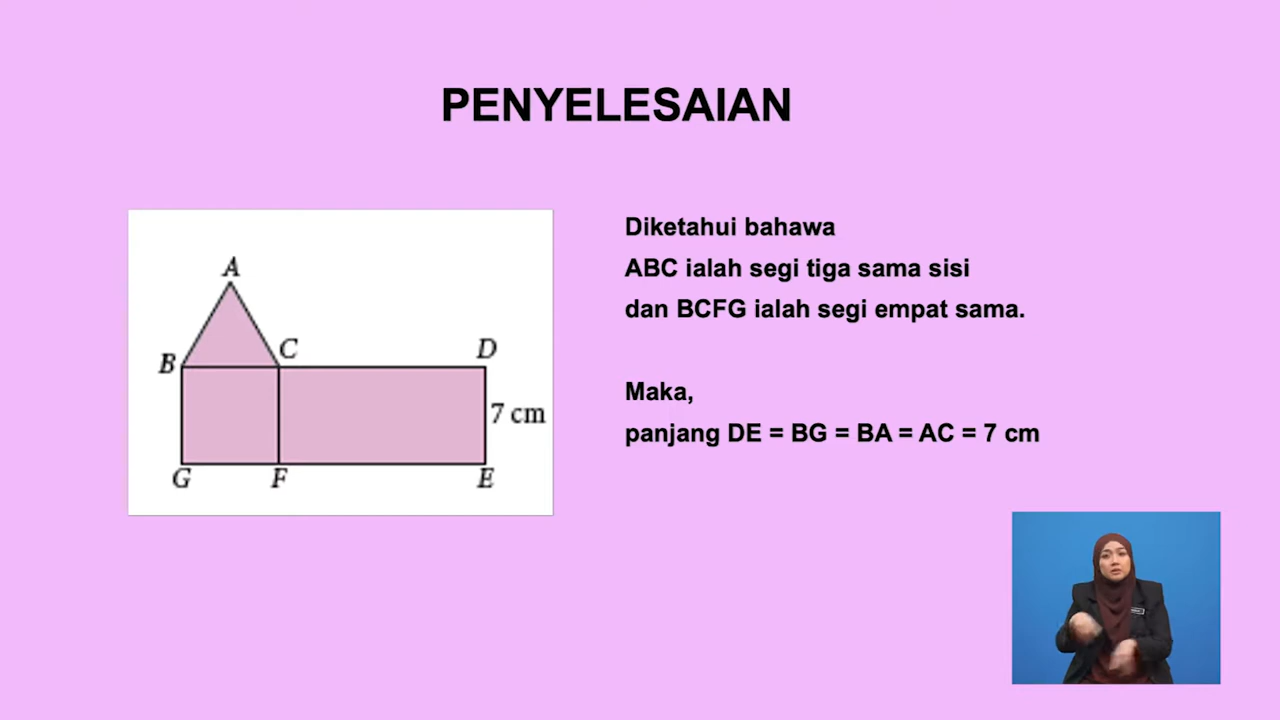 PENYELESAIAN
A
B
C
D
7 cm
G
F
E
Diketahui bahawa
ABC ialah segi tiga sama sisi
dan BCFG ialah segi empat sama.
Maka,
panjang DE = BG = BA = AC = 7 cm